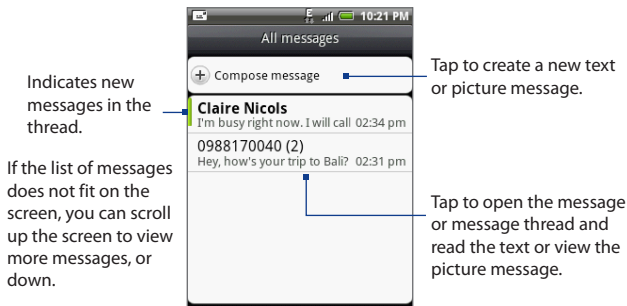 10:21 PM
All messages
Compose message
Claire Nicols
I'm busy right now. I will call 02:34 pm
0988170040 (2)
Hey, how's your trip to Bali? 02:31 pm
Indicates new
messages in the
thread.
If the list of messages
does not fit on the
screen, you can scroll
up the screen to view
more messages, or
down.
Tap to create a new text
or picture message.
Tap to open the message
or message thread and
read the text or view the
picture message.